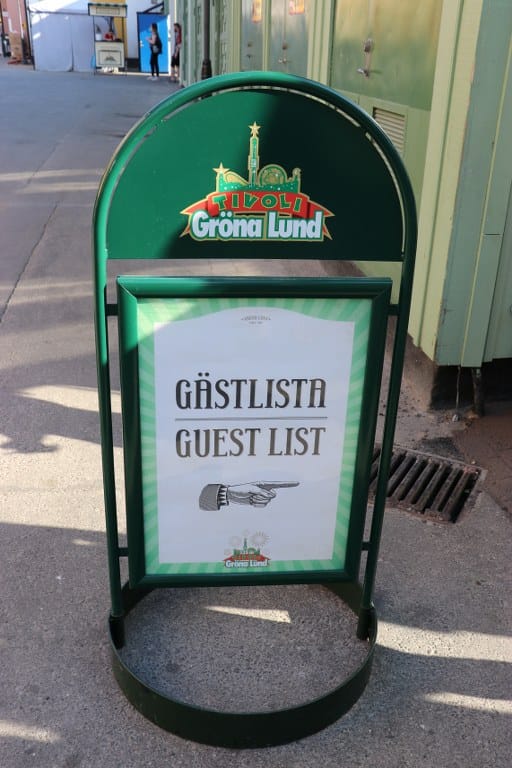 TIVOLI
Gröna Lund
GÄSTLISTA
GUEST LIST
Gröna Lund